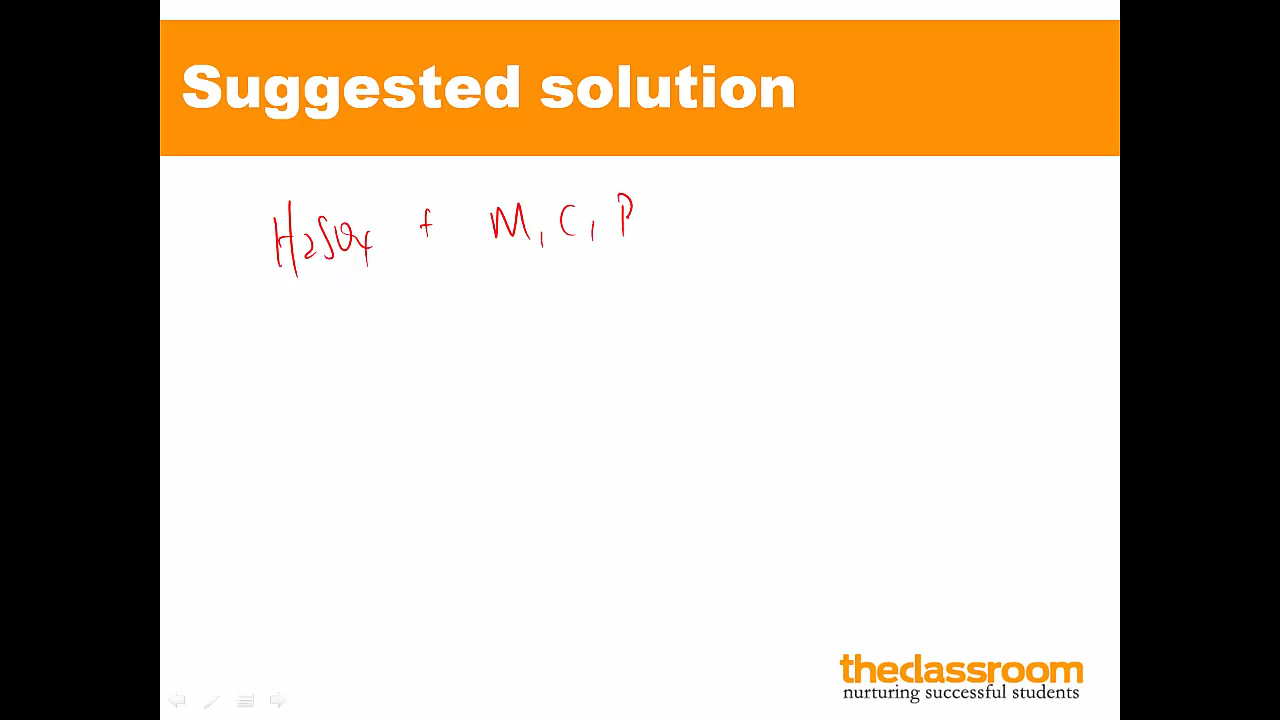 Suggested solution
H2SO4 + M, C, P
theclassroom
nurturing successful students